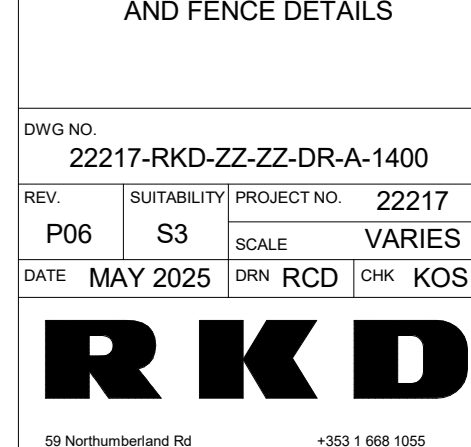 AND FENCE DETAILS
DWG NO.
22217-RKD-ZZ-ZZ-DR-A-1400
REV. SUITABILITY PROJECT NO. 22217
P06 S3 SCALE VARIES
DATE MAY 2025 DRN RCD CHK KOS
RKD
59 Northumberland Rd +353 1 668 1055